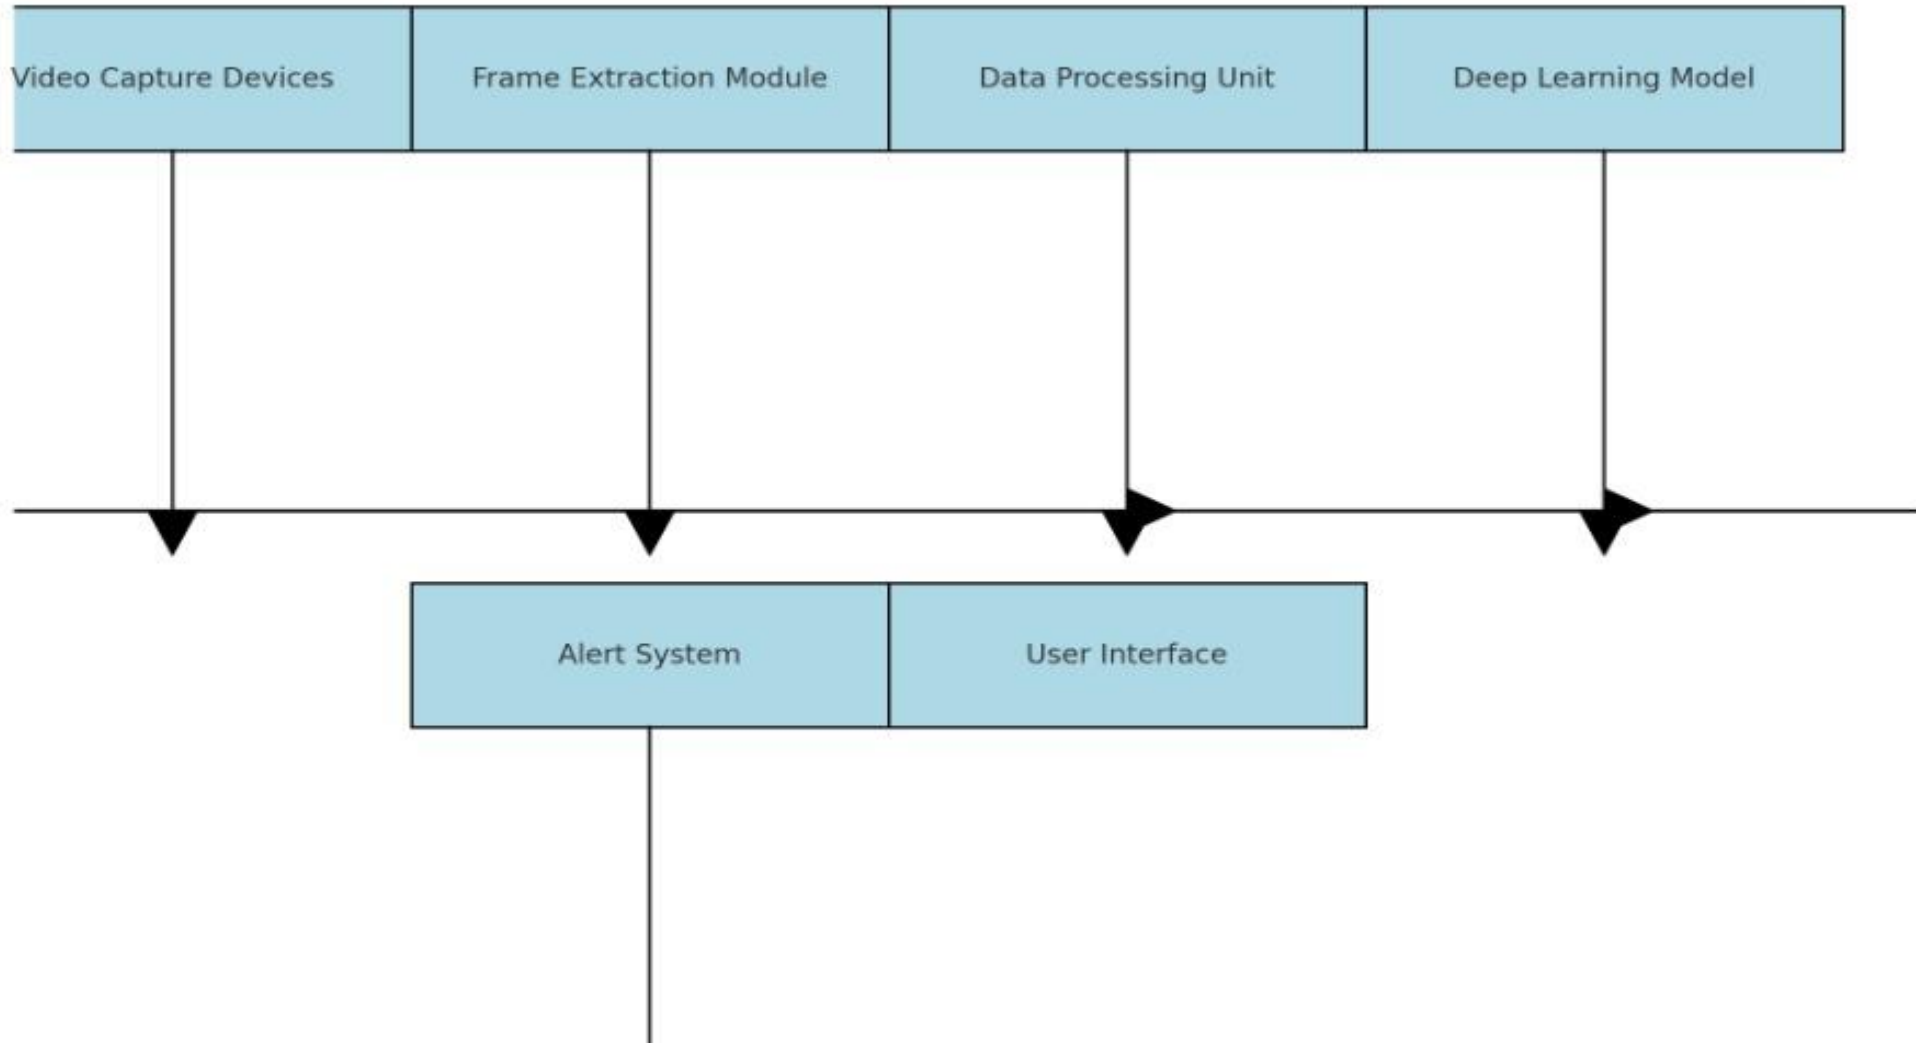 Video Capture Devices
Frame Extraction Module
Data Processing Unit
Deep Learning Model
Alert System
User Interface